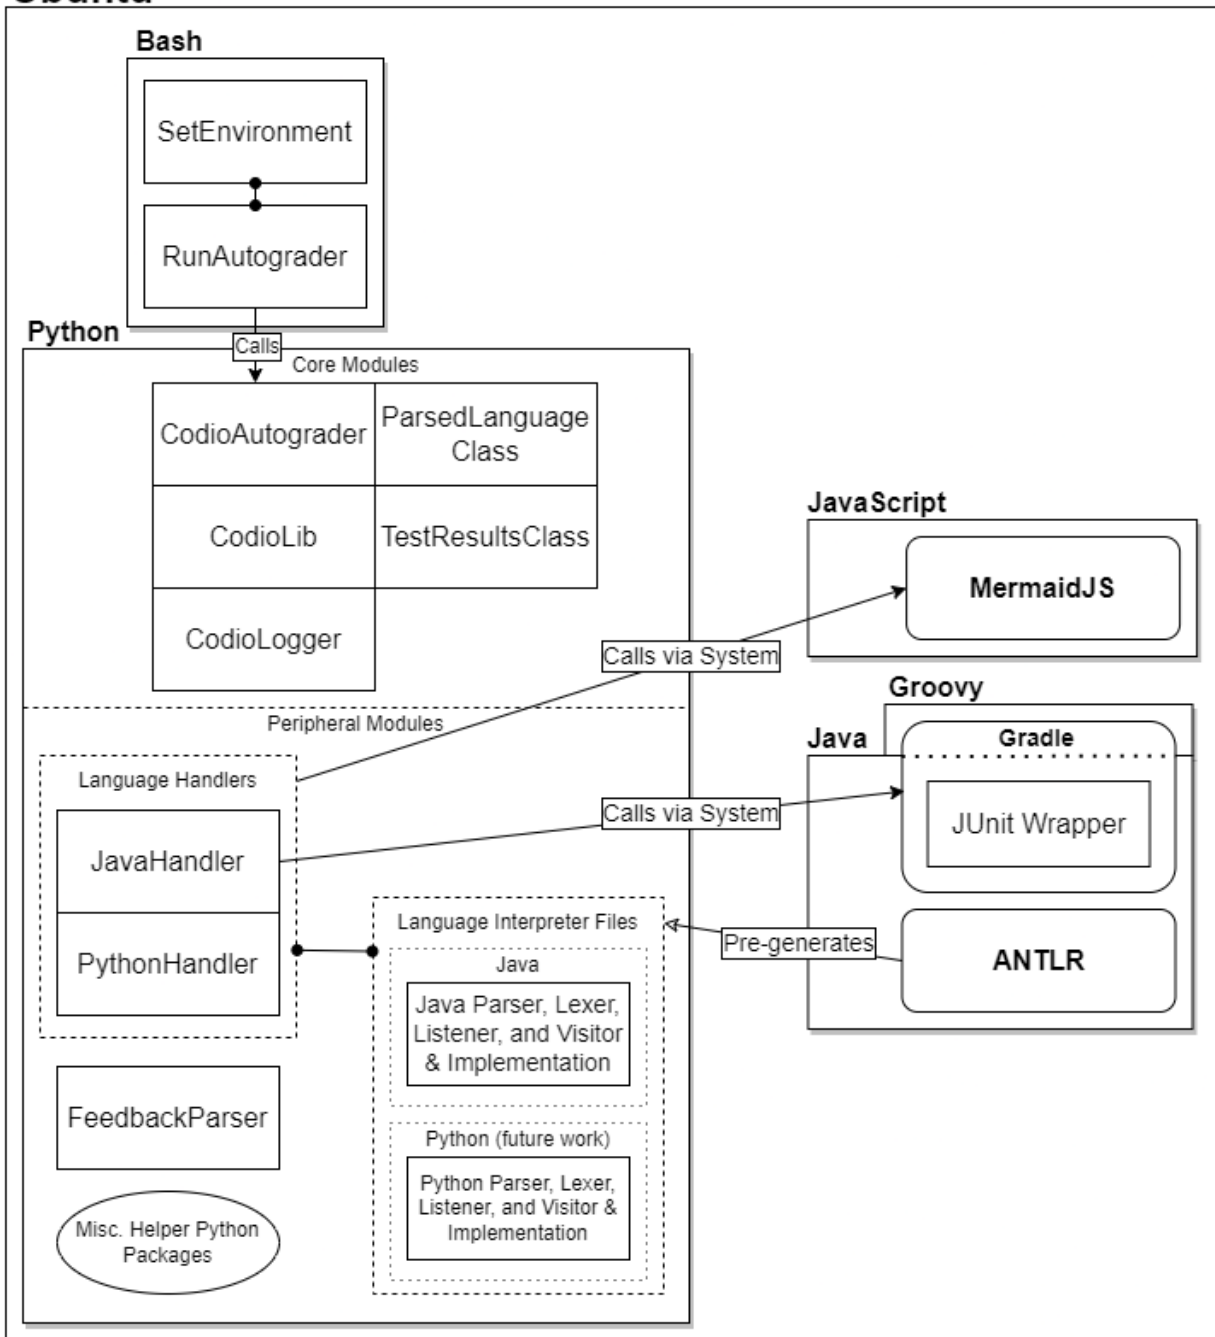 Ubuntu
Bash
SetEnvironment
RunAutograder
Python
Calls
Core Modules
CodioAutograder
ParsedLanguage
Class
CodioLib
TestResultsClass
CodioLogger
JavaScript
MermaidJS
Calls via System
Peripheral Modules
Groovy
Java
Gradle
JUnit Wrapper
Calls via System
Language Handlers
JavaHandler
PythonHandler
Language Interpreter Files
Pre-generates
ANTLR
Java
Java Parser, Lexer,
Listener, and Visitor
& Implementation
FeedbackParser
Python (future work)
Python Parser, Lexer,
Listener, and Visitor &
Implementation
Misc. Helper Python
Packages